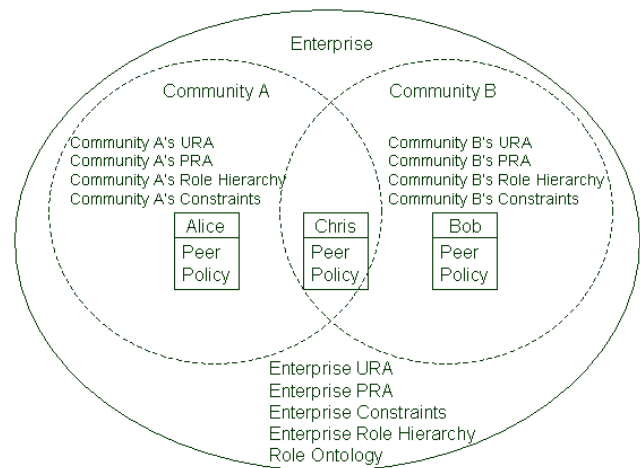 Enterprise
Community A
Community B
Community A's URA
Community A's PRA
Community A's Role Hierarchy
Community A's Constraints
Community B's URA
Community B's PRA
Community B's Role Hierarchy
Community B's Constraints
Alice
Peer
Policy
Chris
Peer
Policy
Bob
Peer
Policy
Enterprise URA
Enterprise PRA
Enterprise Constraints
Enterprise Role Hierarchy
Role Ontology